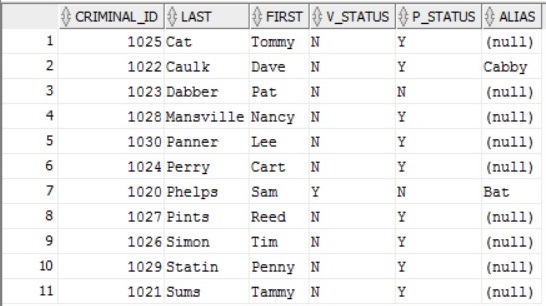 CRIMINAL_ID LAST FIRST V_STATUS P_STATUS ALIAS
1 1025 Cat Tommy N Y (null)
2 1022 Caulk Dave N Y Cabby
3 1023 Dabber Pat N N (null)
4 1028 Mansville Nancy N Y (null)
5 1030 Panner Lee N Y (null)
6 1024 Perry Cart N Y (null)
7 1020 Phelps Sam Y N Bat
8 1027 Pints Reed N Y (null)
9 1026 Simon Tim N Y (null)
10 1029 Statin Penny N Y (null)
11 1021 Sums Tammy N Y (null)